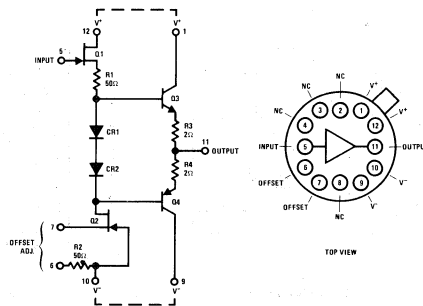 V+ V+
12 1
5 Q1
INPUT
R1
50Ω
Q3
CR1
R3
2Ω
11
OUTPUT
R4
2Ω
CR2
Q4
Q2
7
OFFSET
ADJ.
R2
50Ω
6
10 9
V− V−
NC
NC V+
NC 3 2 1 V+
4 12
INPUT 5 11 OUTPU
6 10 V−
OFFSET 7 8 9 V−
OFFSET NC
TOP VIEW